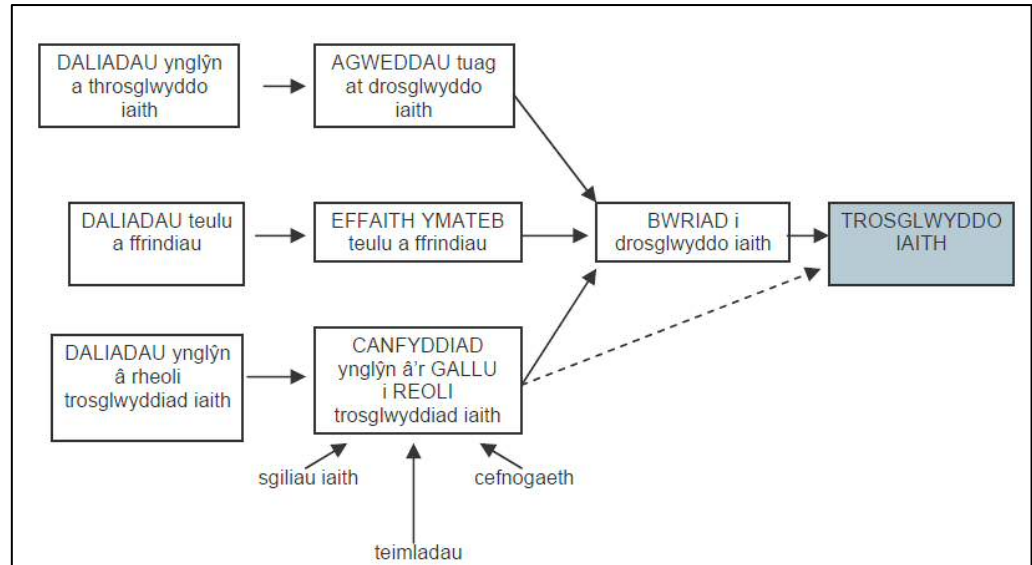 DALIADAU ynglŷn
a throsglwyddo
iaith
AGWEDDAU tuag
at drosglwyddo
iaith
DALIADAU teulu
a ffrindiau
EFFAITH YMATEB
teulu a ffrindiau
BWRIAD i
drosglwyddo iaith
TROSGLWYDDO
IAITH
DALIADAU ynglŷn
â rheoli
trosglwyddiad iaith
CANFYDDIAD
ynglŷn â'r GALLU
i REOLI
trosglwyddiad iaith
sgiliau iaith
cefnogaeth
teimladau